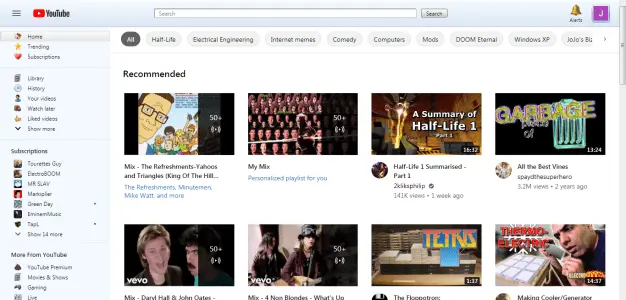 YouTube
Search
Search
Alerts
J
Home
Trending
Subscriptions
Library
History
Your videos
Watch later
Liked videos
Show more
Subscriptions
Tourettes Guy
ElectroBOOM
MR SLAV
Markiplier
Green Day
EminemMusic
TapL
Show 14 more
More From YouTube
YouTube Premium
Movies & Shows
Gaming
Live
All
Half-Life
Electrical Engineering
Internet memes
Comedy
Computers
Mods
DOOM Eternal
Windows XP
JoJo's Biz
Recommended
50+
Mix - The Refreshments-Yahoos
and Triangles (King Of The Hill...
The Refreshments, Minutemen,
Mike Watt, and more
50+
My Mix
Personalized playlist for you
A Summary of
Half-Life 1
Part 1
16:32
Half-Life 1 Summarised -
Part 1
2kliksphilip
141K views • 1 week ago
GARBAGE
of
13:24
All the Best Vines
spaydthesuperhero
3.2M views • 2 years ago
vevo
50+
Mix - Daryl Hall & John Oates -
vevo
50+
Mix - 4 Non Blondes - What's Up
TETRIS
1:37
The Floppotron:
THERMO
ELECTRIC
14:37
Making Cooler/Generator